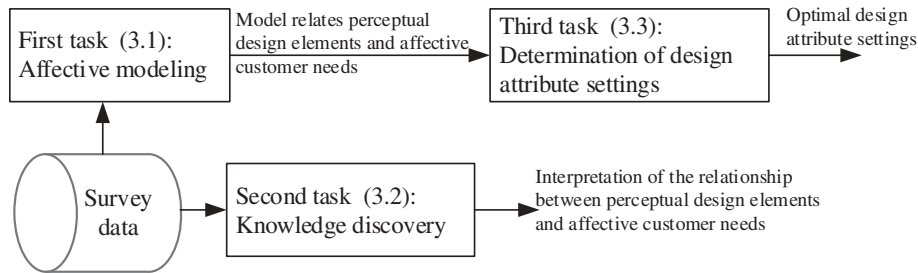 First task (3.1):
Affective modeling
Model relates perceptual
design elements and affective
customer needs
Third task (3.3):
Determination of design
attribute settings
Optimal design
attribute settings
Survey
data
Second task (3.2):
Knowledge discovery
Interpretation of the relationship
between perceptual design elements
and affective customer needs